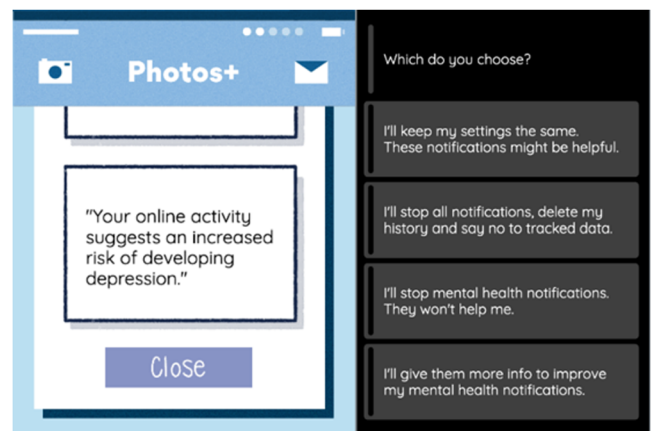 Photos+
"Your online activity
suggests an increased
risk of developing
depression."
Close
Which do you choose?
I'll keep my settings the same.
These notifications might be helpful.
I'll stop all notifications, delete my
history and say no to tracked data.
I'll stop mental health notifications.
They won't help me.
I'll give them more info to improve
my mental health notifications.